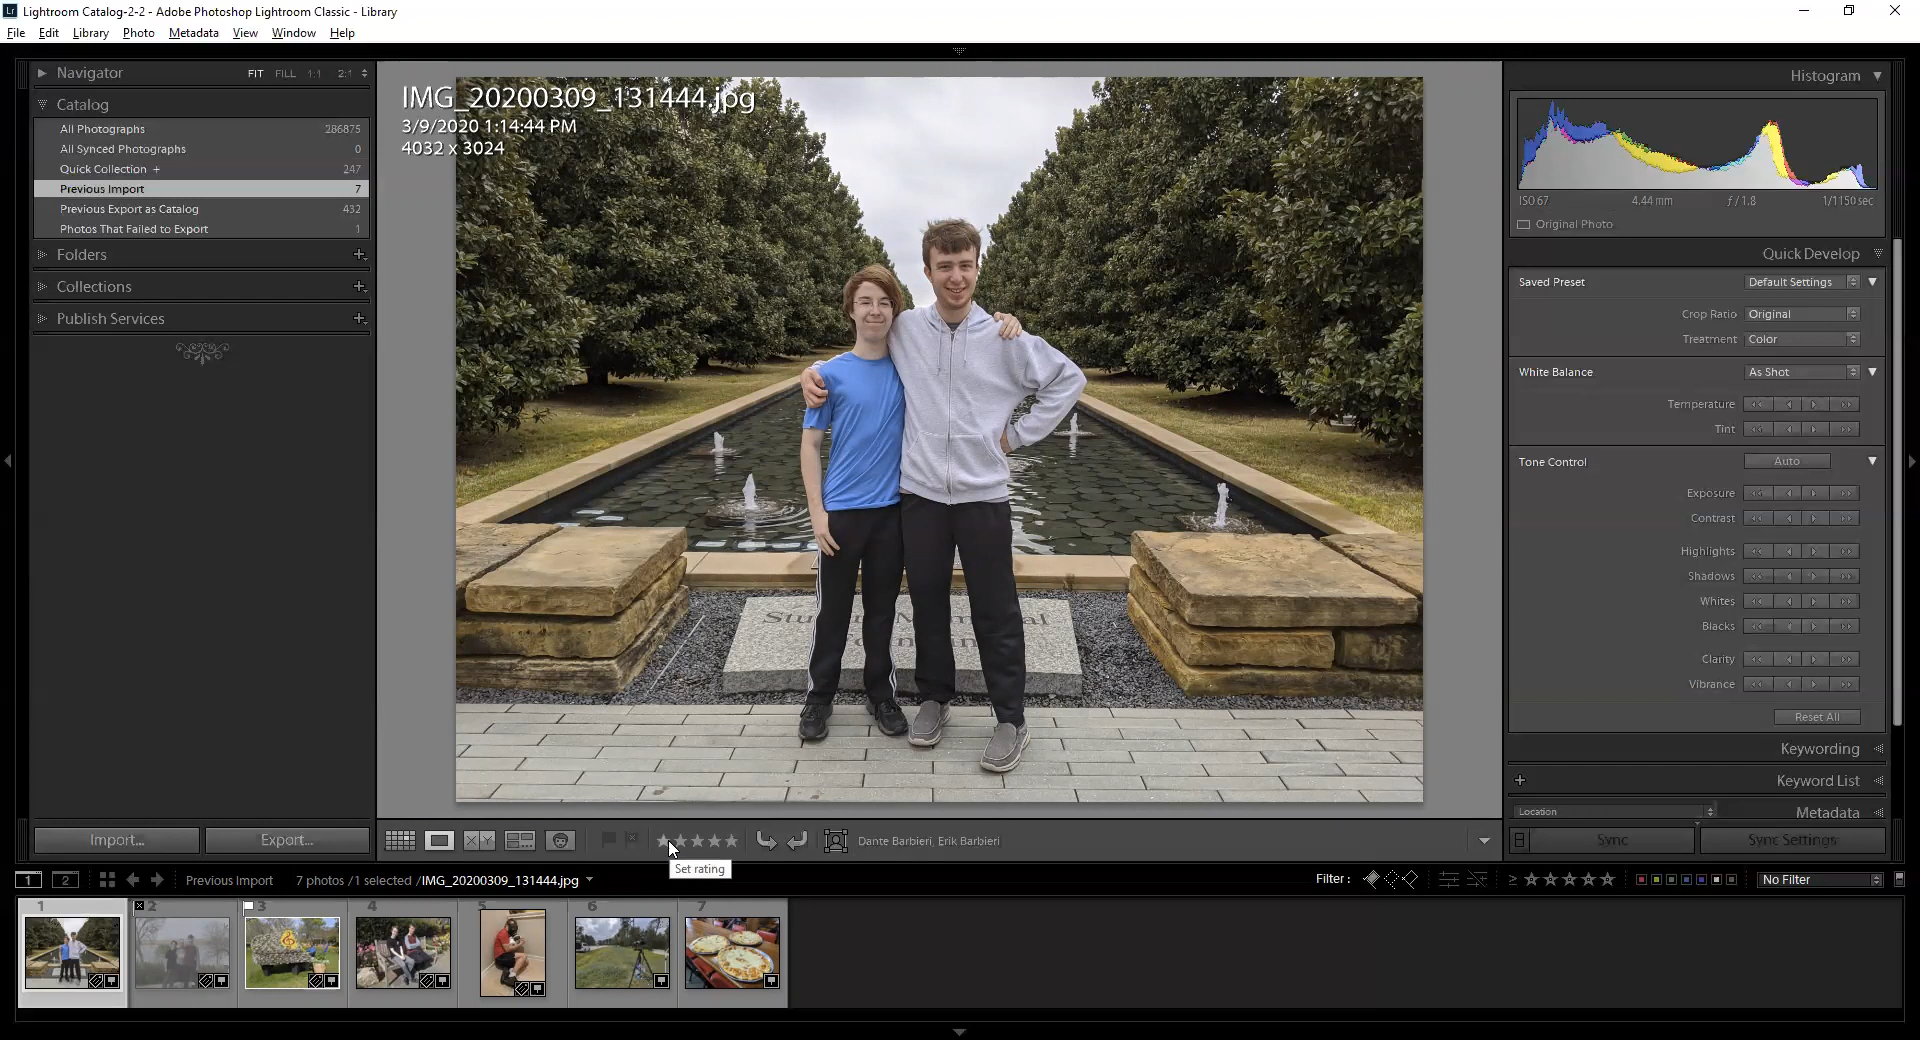 Lightroom Catalog-2-2 - Adobe Photoshop Lightroom Classic - Library
File Edit Library Photo Metadata View Window Help
Navigator FIT FILL 1:1 2:1
Catalog
All Photographs 286875
All Synced Photographs 0
Quick Collection + 247
Previous Import 7
Previous Export as Catalog 432
Photos That Failed to Export 1
Folders
Collections
Publish Services
Import... Export...
IMG_20200309_131444.jpg
3/9/2020 1:14:44 PM
4032 x 3024
Dante Barbieri, Erik Barbieri
Set rating
Histogram
ISO 67 4.44 mm ƒ / 1.8 1/1150 sec
Original Photo
Quick Develop
Saved Preset Default Settings
Crop Ratio Original
Treatment Color
White Balance As Shot
Temperature
Tint
Tone Control Auto
Exposure
Contrast
Highlights
Shadows
Whites
Blacks
Clarity
Vibrance
Reset All
Keywording
Keyword List
Location Metadata
Sync Sync Settings
1 2 Previous Import 7 photos / 1 selected / IMG_20200309_131444.jpg Filter : ≥ No Filter
1 2 3 4 5 6 7